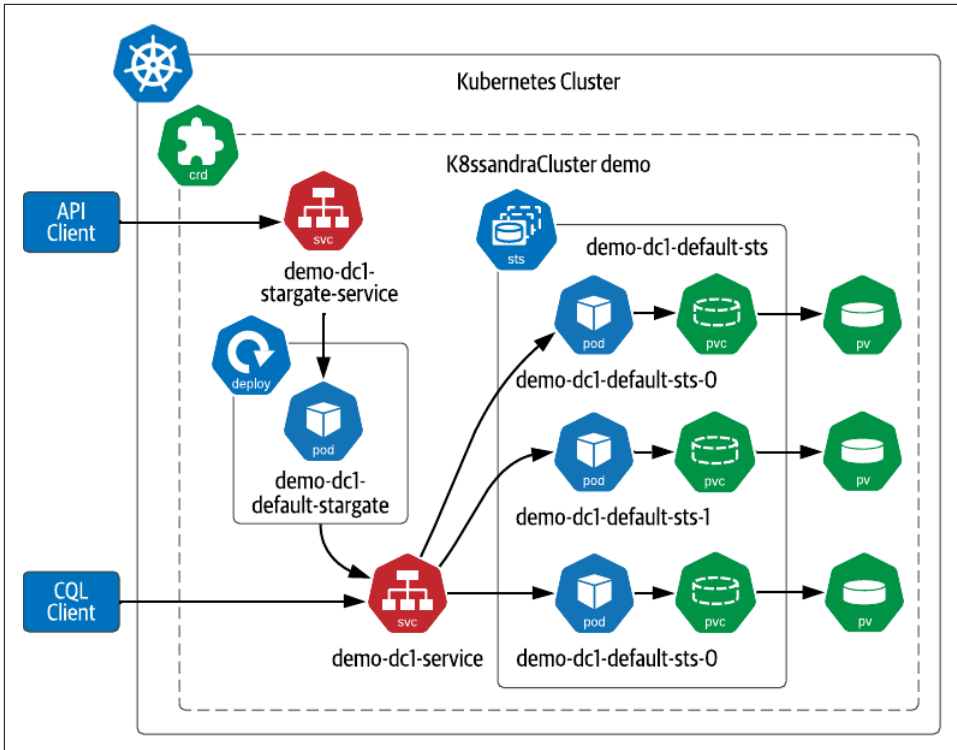 Kubernetes Cluster
crd
K8ssandraCluster demo
API
Client
svc
demo-dc1-
stargate-service
sts
demo-dc1-default-sts
pod
pvc
pv
demo-dc1-default-sts-0
deploy
pod
demo-dc1-
default-stargate
pod
pvc
pv
demo-dc1-default-sts-1
CQL
Client
svc
demo-dc1-service
pod
pvc
pv
demo-dc1-default-sts-0